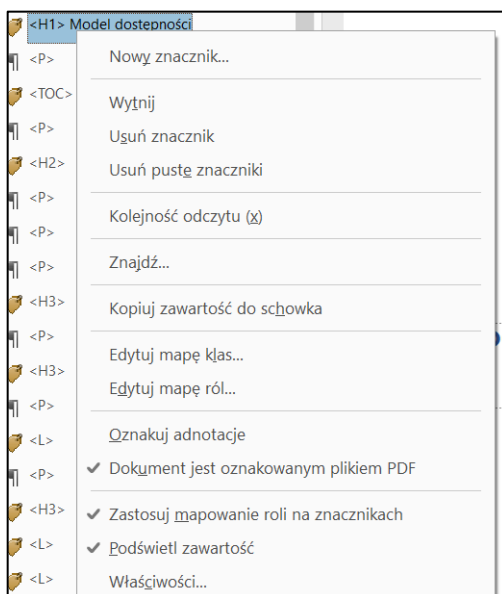 <H1> Model dostępności
<P>
Nowy znacznik...
<TOC>
Wytnij
<P>
Usuń znacznik
<H2>
Usuń puste znaczniki
<P>
Kolejność odczytu (x)
<P>
<P>
Znajdź...
<H3>
Kopiuj zawartość do schowka
<P>
Edytuj mapę klas...
<H3>
Edytuj mapę ról...
<P>
<L>
Oznakuj adnotacje
<P>
Dokument jest oznakowanym plikiem PDF
<H3>
Zastosuj mapowanie roli na znacznikach
<L>
Podświetl zawartość
<L>
Właściwości...